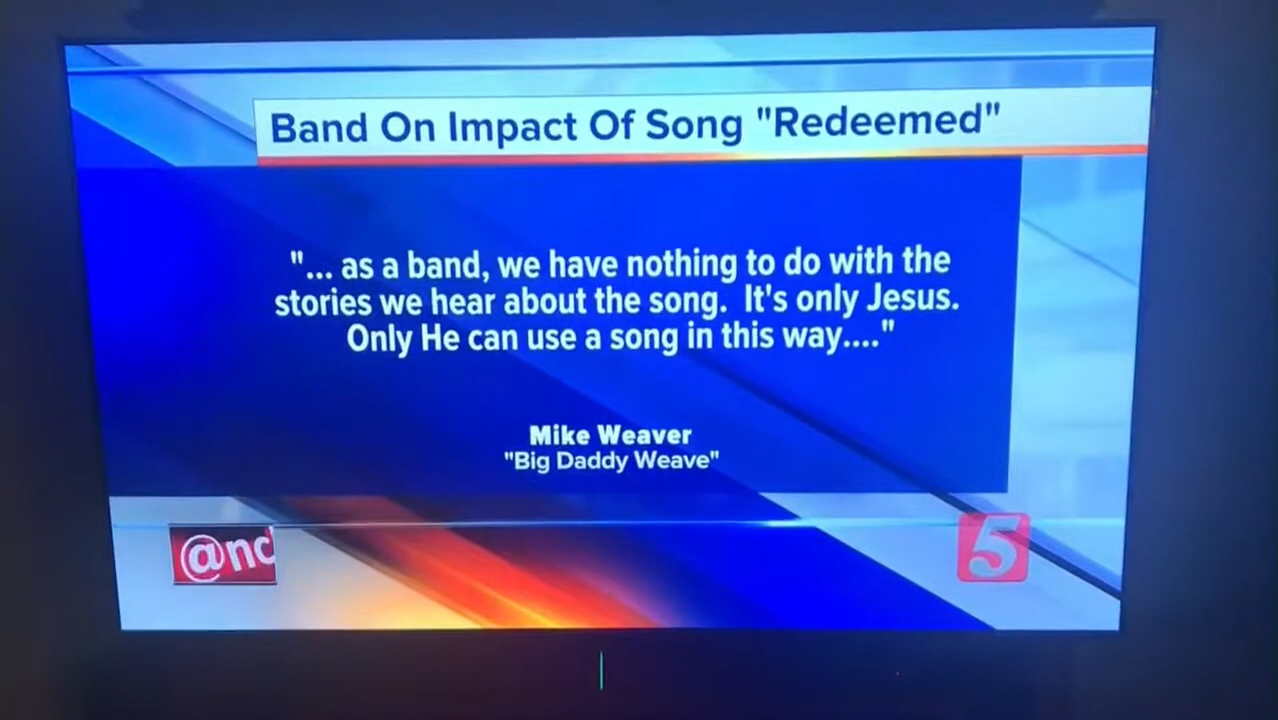 Band On Impact Of Song "Redeemed"
"... as a band, we have nothing to do with the
stories we hear about the song.  It's only Jesus.
Only He can use a song in this way...."
Mike Weaver
"Big Daddy Weave"
@nc
5